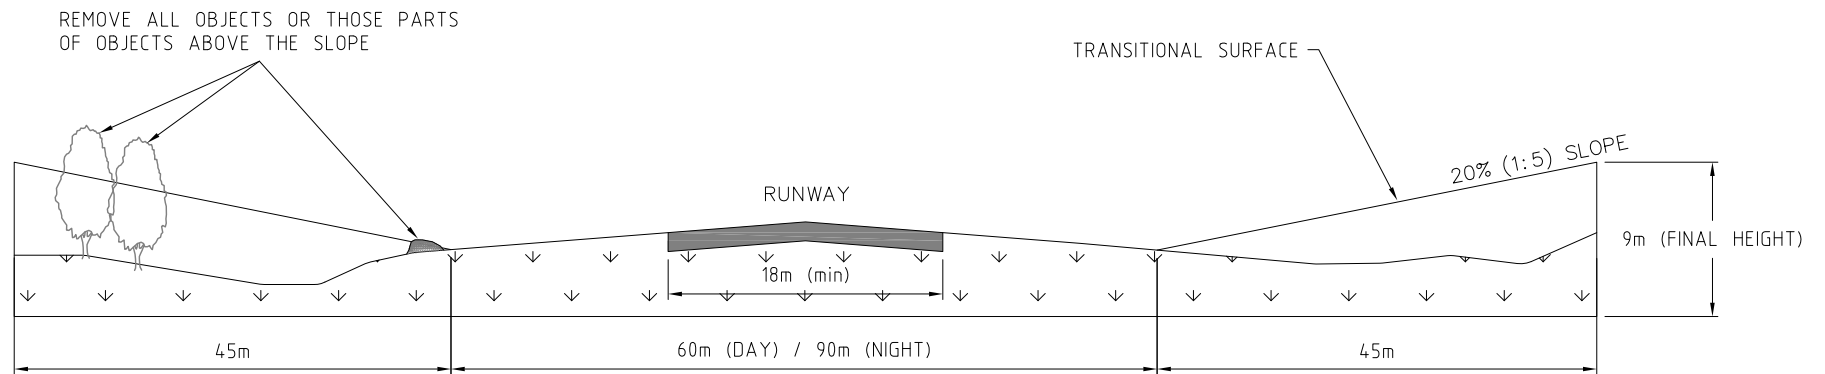 REMOVE ALL OBJECTS OR THOSE PARTS
OF OBJECTS ABOVE THE SLOPE
TRANSITIONAL SURFACE
20% (1:5) SLOPE
RUNWAY
9m (FINAL HEIGHT)
18m (min)
45m
60m (DAY) / 90m (NIGHT)
45m